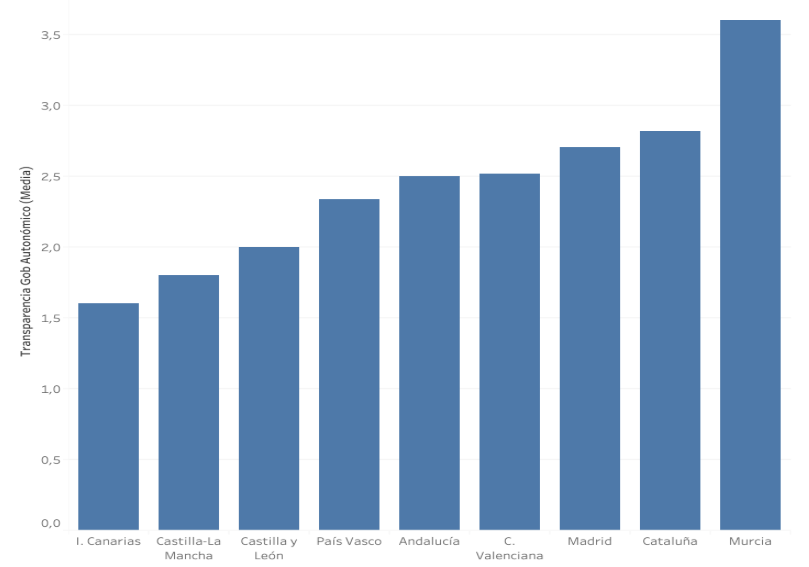 Transparencia Gob Autonómico (Media)
3,5
3,0
2,5
2,0
1,5
1,0
0,5
0,0
I. Canarias
Castilla-La
Mancha
Castilla y
León
País Vasco
Andalucía
C.
Valenciana
Madrid
Cataluña
Murcia